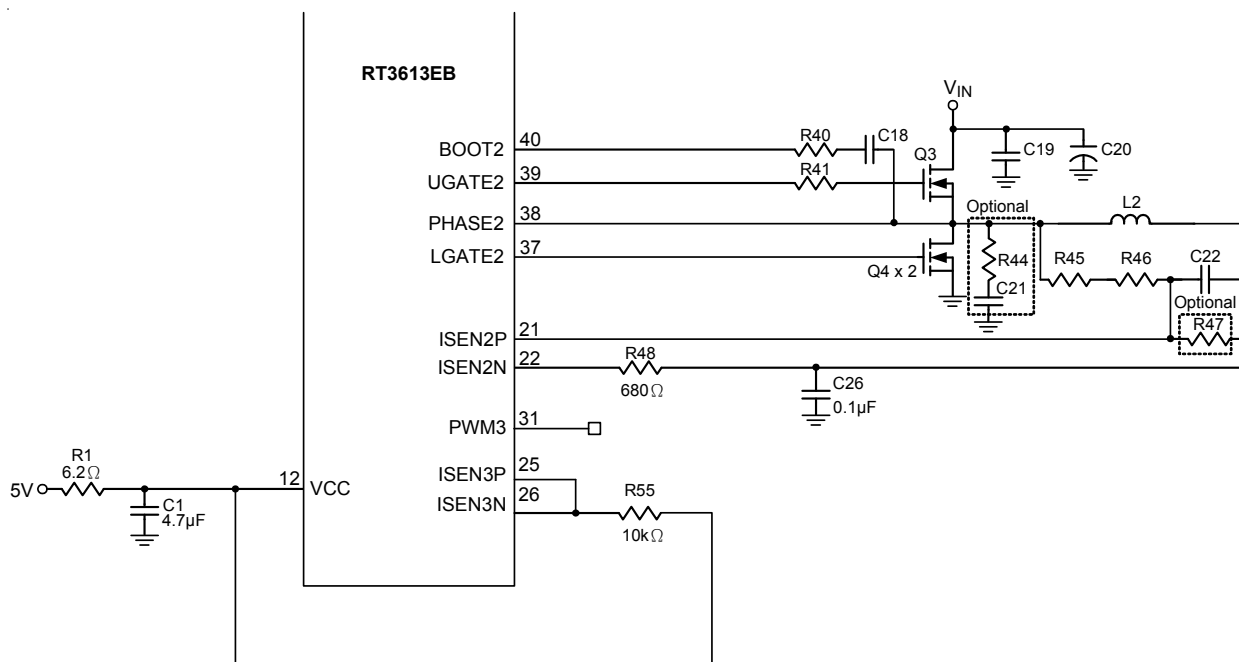 RT3613EB
V_IN
BOOT2 40 R40 C18 Q3 C19 C20
UGATE2 39 R41
PHASE2 38 Optional L2
LGATE2 37 Q4 x 2 R44 R45 R46 C22
C21 Optional
ISEN2P 21 R47
ISEN2N 22 R48 C26
680Ω 0.1µF
PWM3 31
R1 ISEN3P 25
6.2Ω
5V 12 VCC ISEN3N 26 R55
C1 10kΩ
4.7µF